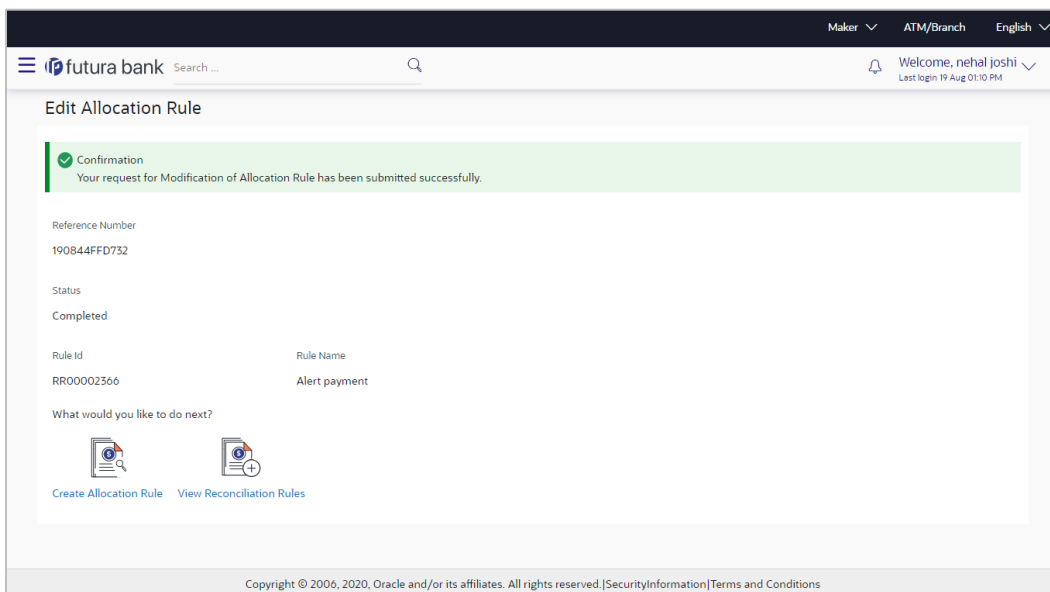 Maker ATM/Branch English
futura bank Search ... Welcome, nehal joshi
Last login 19 Aug 01:10 PM
Edit Allocation Rule
Confirmation
Your request for Modification of Allocation Rule has been submitted successfully.
Reference Number
190844FFD732
Status
Completed
Rule Id Rule Name
RR00002366 Alert payment
What would you like to do next?
Create Allocation Rule View Reconciliation Rules
Copyright © 2006, 2020, Oracle and/or its affiliates. All rights reserved.|SecurityInformation|Terms and Conditions